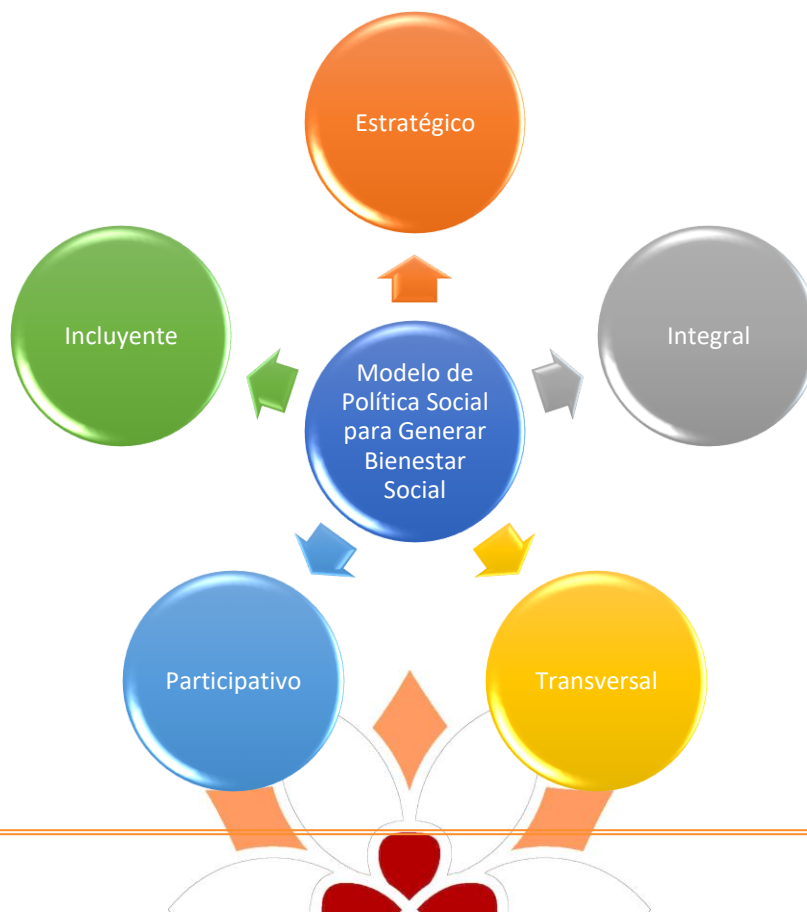 Estratégico
Incluyente
Integral
Modelo de
Política Social
para Generar
Bienestar
Social
Participativo
Transversal